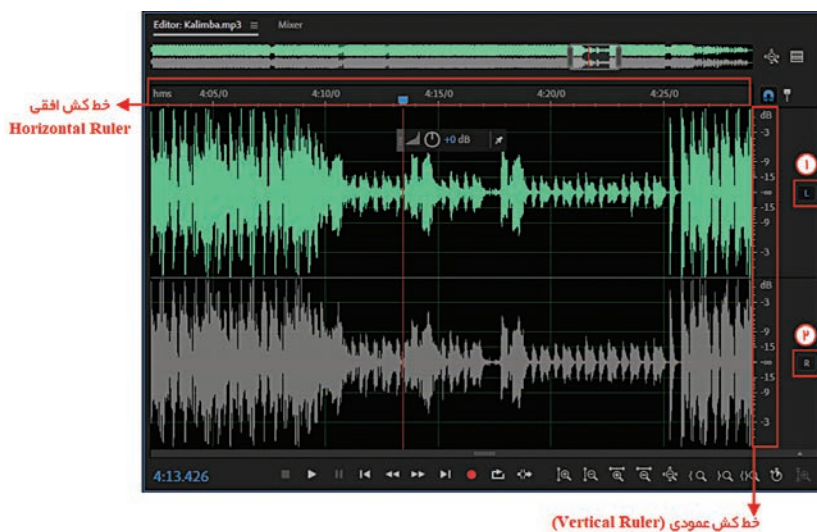 Editor: Kalimba.mp3 ≡ Mixer
hms 4:05/0 4:10/0 4:15/0 4:20/0 4:25/0
خط کش افقی
Horizontal Ruler
+0 dB
dB
-3
-9
-15
-∞
-15
-9
-3
۱
L
dB
-3
-9
-15
-∞
-15
-9
-3
۲
R
4:13.426
خط کش عمودی (Vertical Ruler)